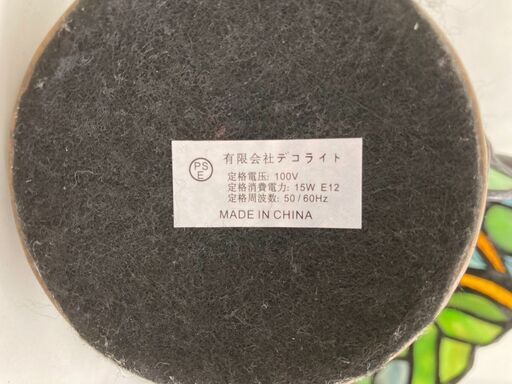 PS
E
有限会社デコライト
定格電圧: 100V
定格消費電力: 15W E12
定格周波数: 50/60Hz
MADE IN CHINA